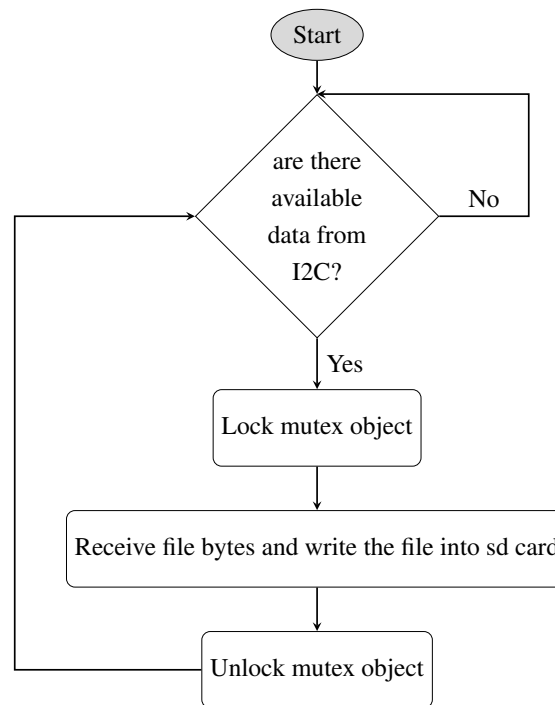 Start
are there
available
data from
I2C?
No
Yes
Lock mutex object
Receive file bytes and write the file into sd card
Unlock mutex object